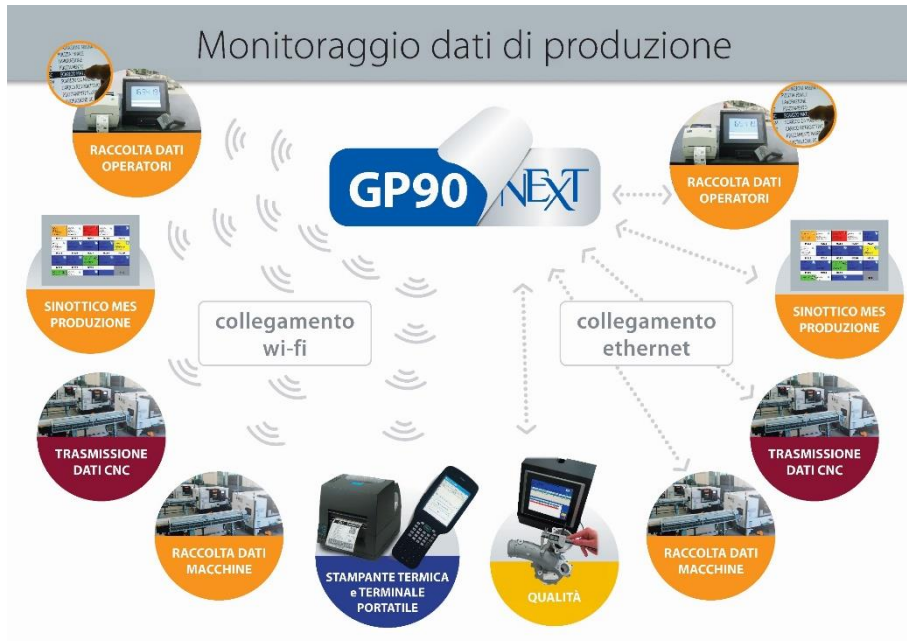 Monitoraggio dati di produzione
GP90 NEXT
RACCOLTA DATI
OPERATORI
RACCOLTA DATI
OPERATORI
SINOTTICO MES
PRODUZIONE
collegamento
wi-fi
collegamento
ethernet
SINOTTICO MES
PRODUZIONE
TRASMISSIONE
DATI CNC
TRASMISSIONE
DATI CNC
RACCOLTA DATI
MACCHINE
STAMPANTE TERMICA
e TERMINALE
PORTATILE
QUALITÀ
RACCOLTA DATI
MACCHINE